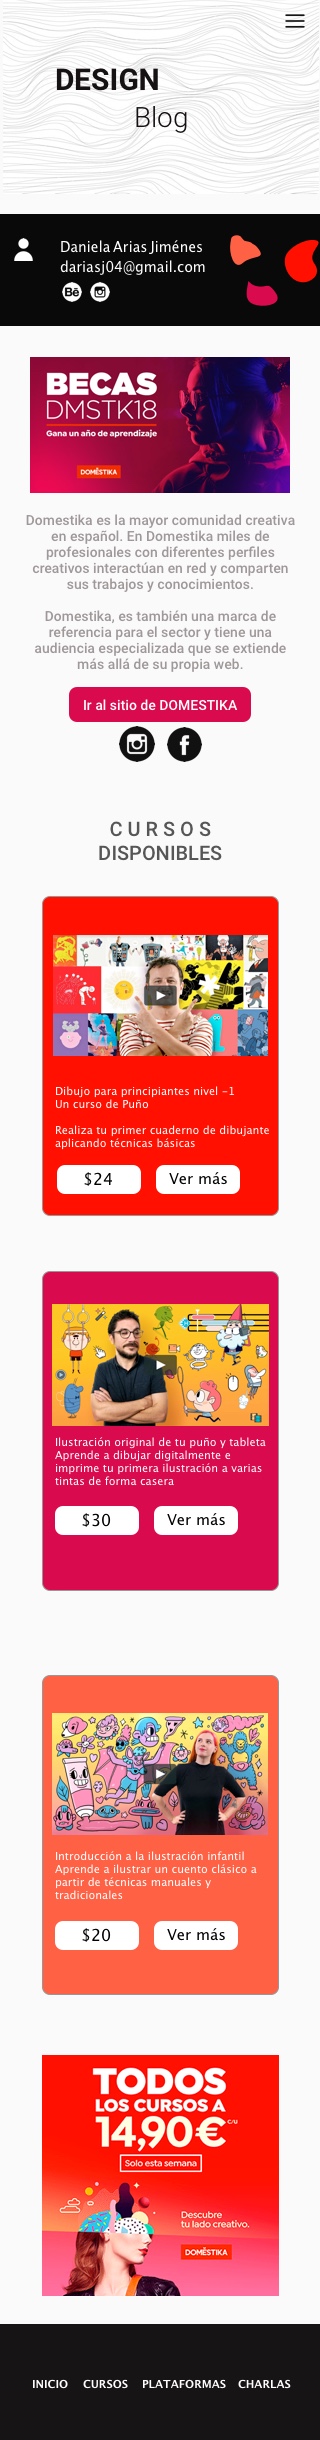 DESIGN
Blog
Daniela Arias Jiménes
dariasj04@gmail.com
Bē
BECAS
DMSTK18
Gana un año de aprendizaje
DOMĒSTIKA
Domestika es la mayor comunidad creativa
en español. En Domestika miles de
profesionales con diferentes perfiles
creativos interactúan en red y comparten
sus trabajos y conocimientos.
Domestika, es también una marca de
referencia para el sector y tiene una
audiencia especializada que se extiende
más allá de su propia web.
Ir al sitio de DOMESTIKA
CURSOS
DISPONIBLES
Dibujo para principiantes nivel -1
Un curso de Puño
Realiza tu primer cuaderno de dibujante
aplicando técnicas básicas
$24 Ver más
Ilustración original de tu puño y tableta
Aprende a dibujar digitalmente e
imprime tu primera ilustración a varias
tintas de forma casera
$30 Ver más
Introducción a la ilustración infantil
Aprende a ilustrar un cuento clásico a
partir de técnicas manuales y
tradicionales
$20 Ver más
TODOS
LOS CURSOS A
14,90€ c/u
Solo esta semana
Descubre
tu lado creativo.
DOMĒSTIKA
INICIO CURSOS PLATAFORMAS CHARLAS